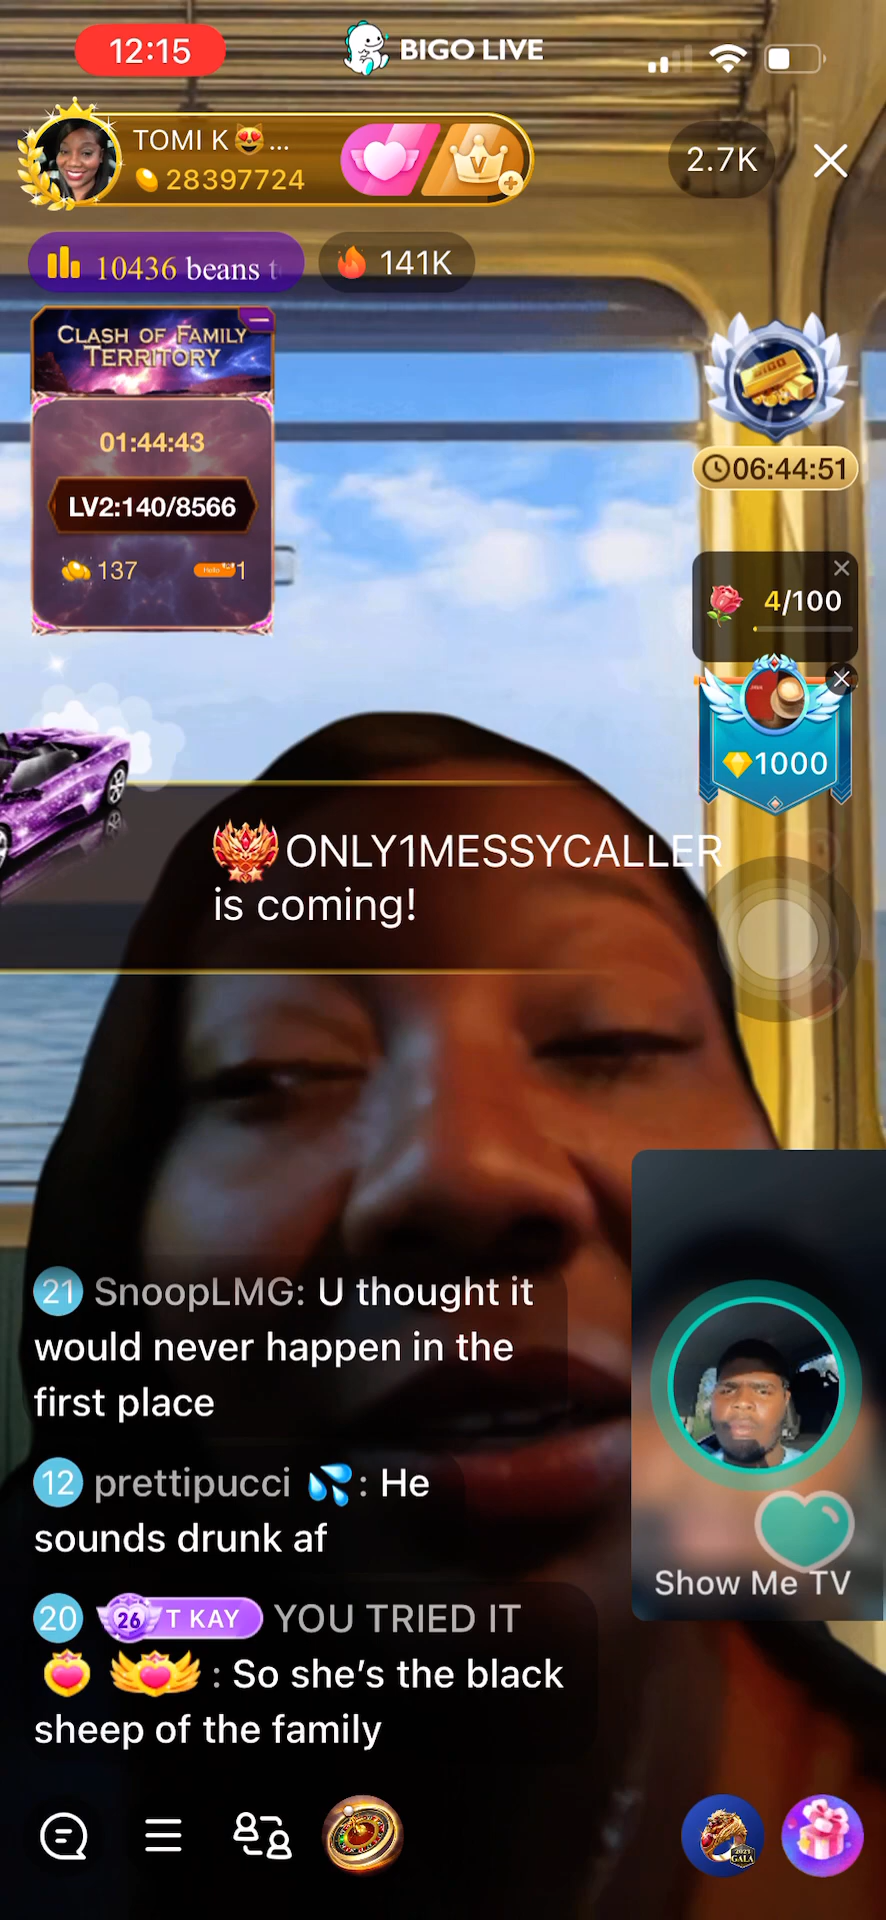 12:15
BIGO LIVE
TOMI K 😻...
28397724
2.7K
10436 beans t
141K
CLASH OF FAMILY
TERRITORY
01:44:43
LV2:140/8566
137
Hello
1
06:44:51
4/100
1000
ONLY1MESSYCALLER
is coming!
21 SnoopLMG: U thought it
would never happen in the
first place
12 prettipucci 💦: He
sounds drunk af
20 26 T KAY YOU TRIED IT
: So she's the black
sheep of the family
Show Me TV
2023
GALA